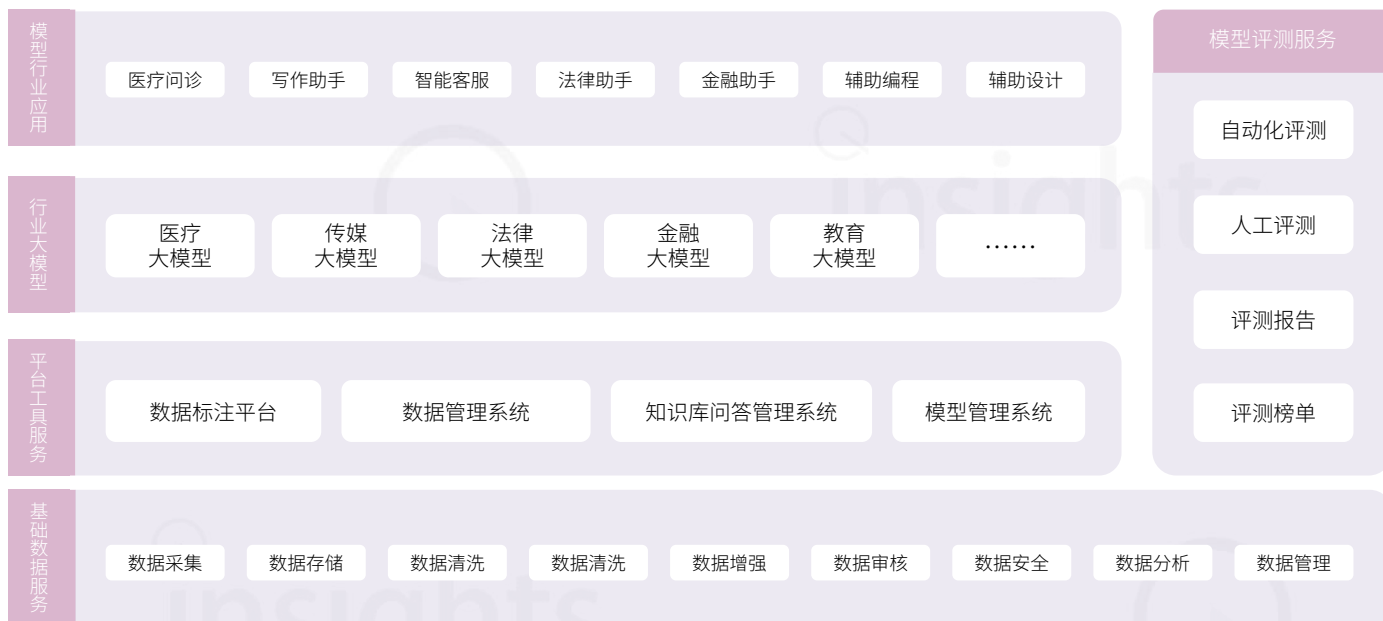 模型行业应用
医疗问诊
写作助手
智能客服
法律助手
金融助手
辅助编程
辅助设计
行业大模型
医疗
大模型
传媒
大模型
法律
大模型
金融
大模型
教育
大模型
……
平台工具服务
数据标注平台
数据管理系统
知识库问答管理系统
模型管理系统
模型评测服务
自动化评测
人工评测
评测报告
评测榜单
基础数据服务
数据采集
数据存储
数据清洗
数据清洗
数据增强
数据审核
数据安全
数据分析
数据管理
insights
insights